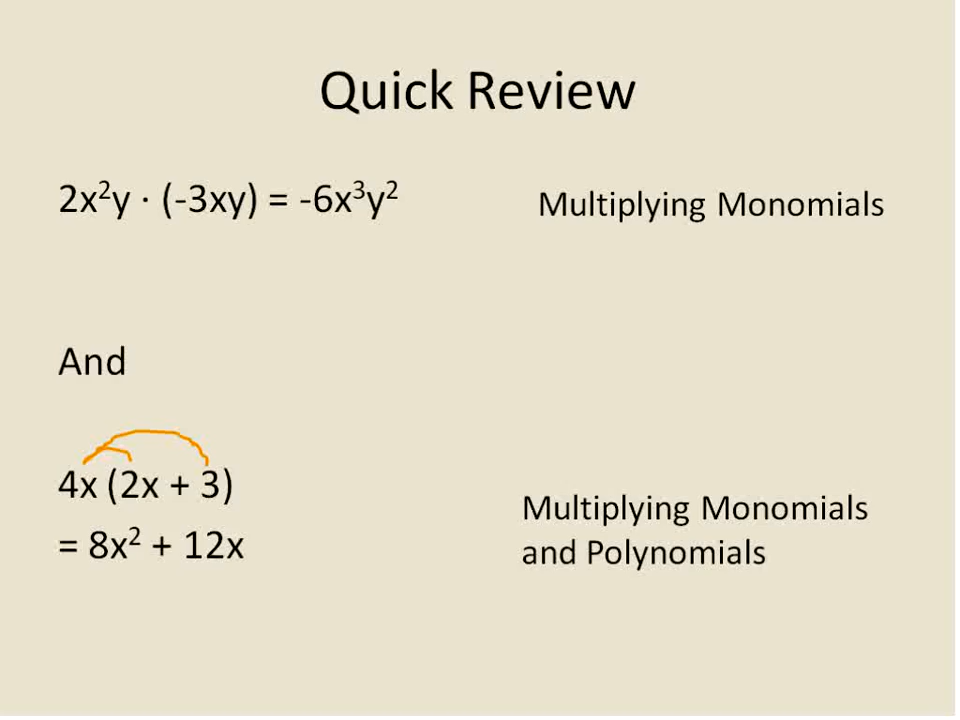 Quick Review
2x²y · (-3xy) = -6x³y²
Multiplying Monomials
And
4x (2x + 3)
= 8x² + 12x
Multiplying Monomials
and Polynomials